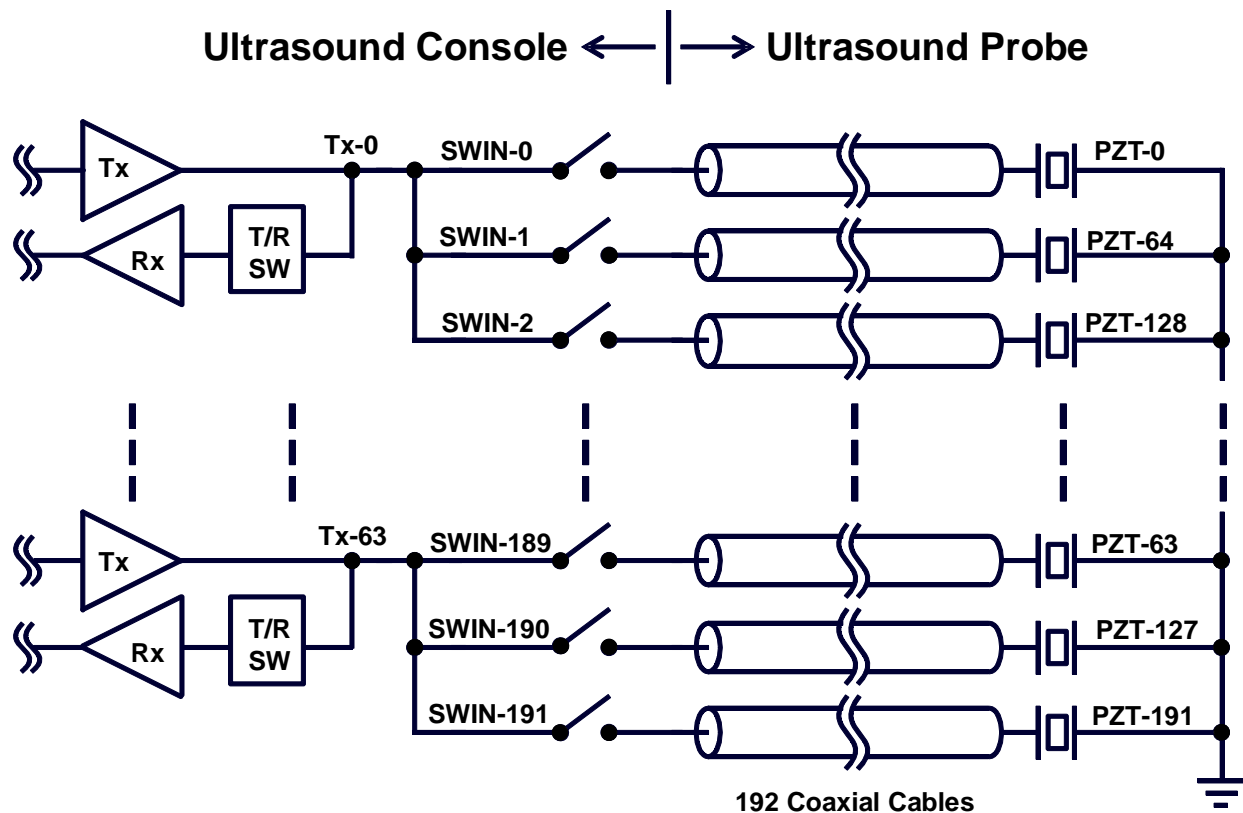 Ultrasound Console
Ultrasound Probe
Tx-0
SWIN-0
PZT-0
Tx
T/R
SW
Rx
SWIN-1
PZT-64
SWIN-2
PZT-128
Tx-63
SWIN-189
PZT-63
Tx
T/R
SW
Rx
SWIN-190
PZT-127
SWIN-191
PZT-191
192 Coaxial Cables